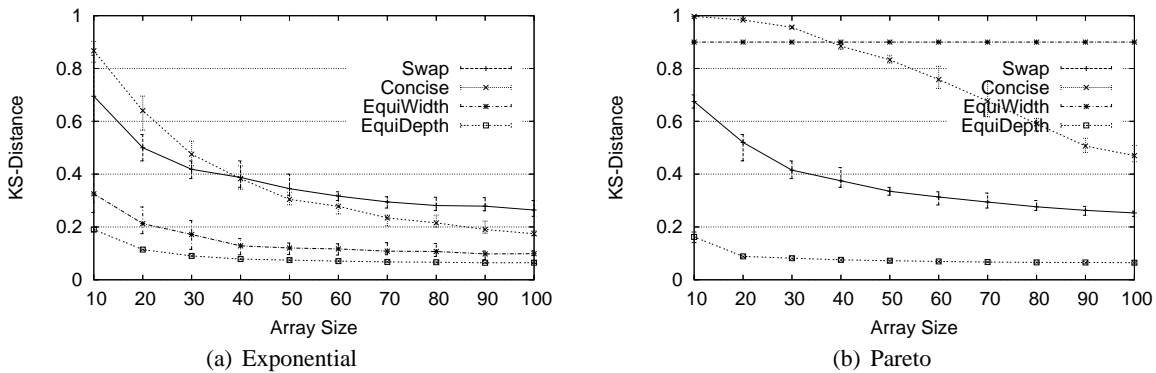 1
0.8
0.6
0.4
0.2
0
KS-Distance
10 20 30 40 50 60 70 80 90 100
Array Size
Swap
Concise
EquiWidth
EquiDepth
(a) Exponential
1
0.8
0.6
0.4
0.2
0
KS-Distance
10 20 30 40 50 60 70 80 90 100
Array Size
Swap
Concise
EquiWidth
EquiDepth
(b) Pareto